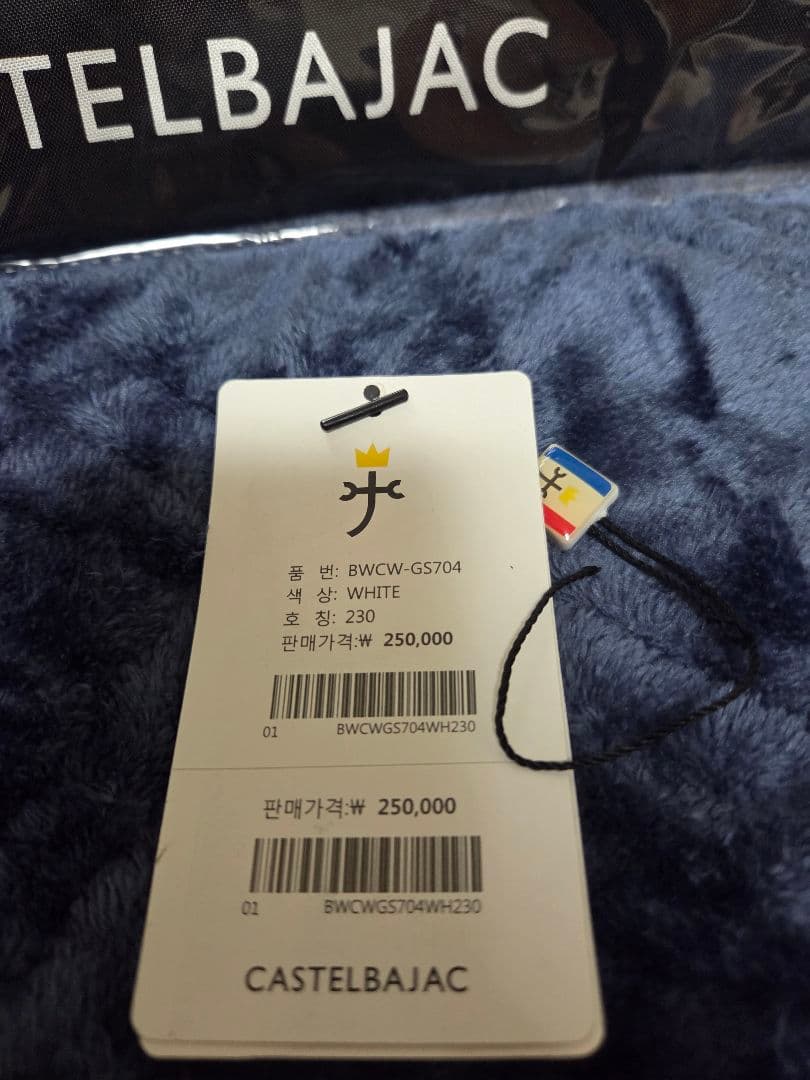 TELBAJAC
품 번: BWCW-GS704
색 상: WHITE
호 칭: 230
판매가격:₩ 250,000
01 BWCWGS704WH230
판매가격:₩ 250,000
01 BWCWGS704WH230
CASTELBAJAC